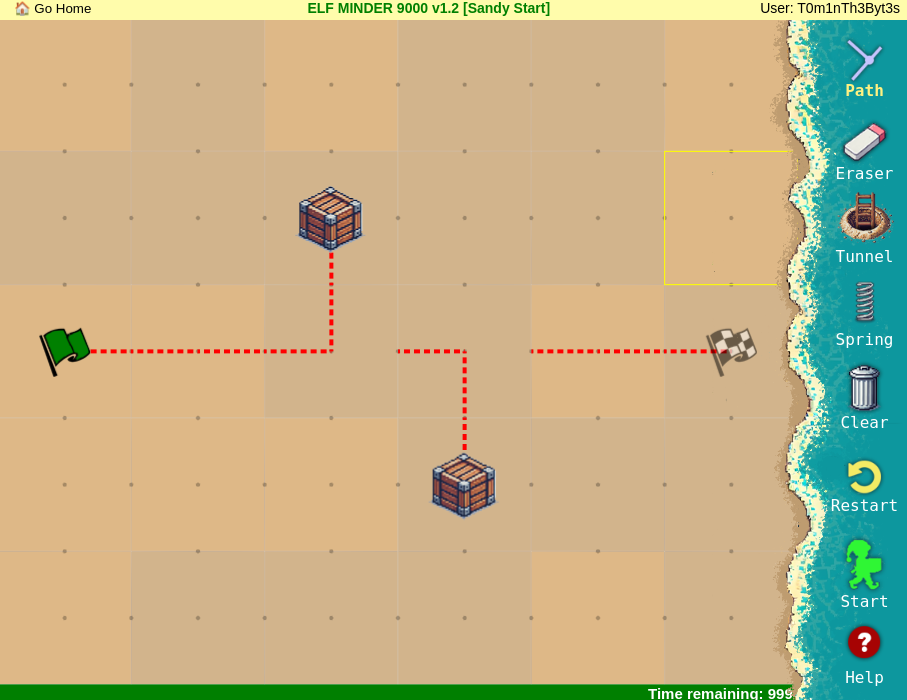 Go Home
ELF MINDER 9000 v1.2 [Sandy Start]
User: T0m1nTh3Byt3s
Path
Eraser
Tunnel
Spring
Clear
Restart
Start
?
Help
Time remaining: 999